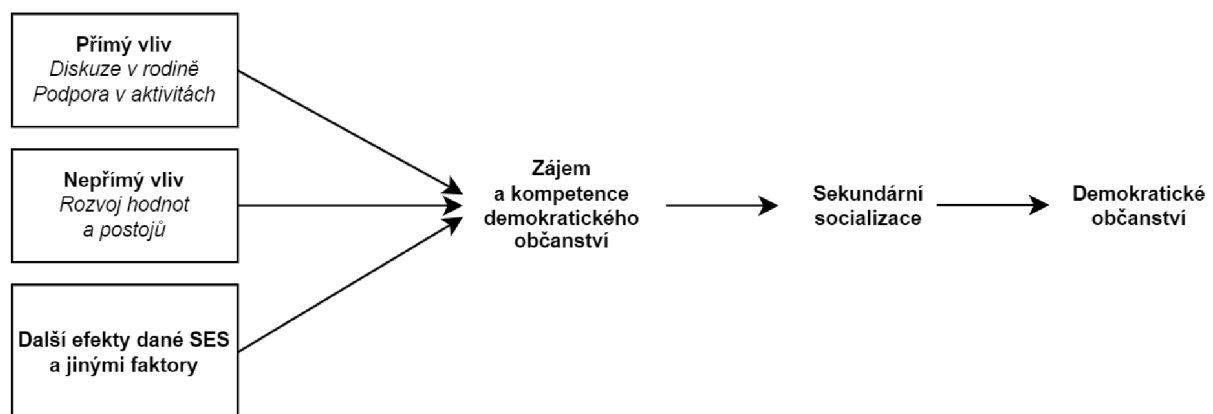 Přímý vliv
Diskuze v rodině
Podpora v aktivitách
Nepřímý vliv
Rozvoj hodnot
a postojů
Další efekty dané SES
a jinými faktory
Zájem
a kompetence
demokratického
občanství
Sekundární
socializace
Demokratické
občanství